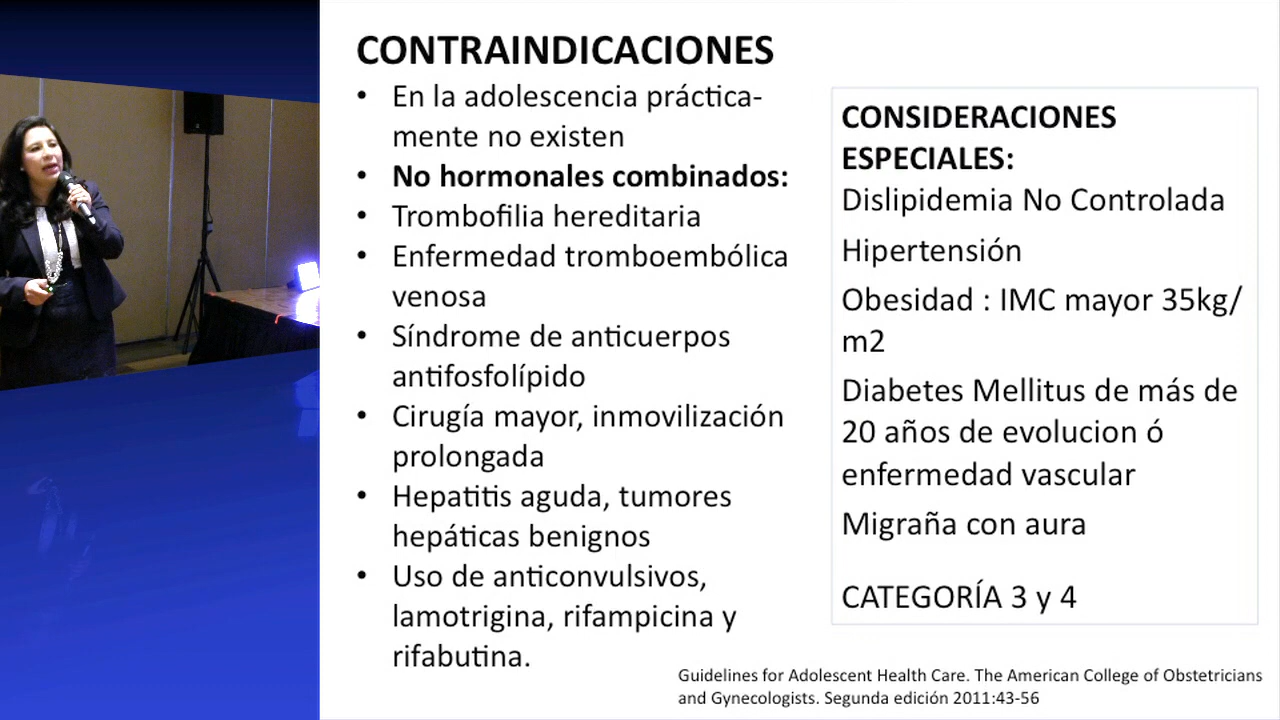 CONTRAINDICACIONES
• En la adolescencia práctica-
mente no existen
• No hormonales combinados:
• Trombofilia hereditaria
• Enfermedad tromboembólica
venosa
• Síndrome de anticuerpos
antifosfolípido
• Cirugía mayor, inmovilización
prolongada
• Hepatitis aguda, tumores
hepáticas benignos
• Uso de anticonvulsivos,
lamotrigina, rifampicina y
rifabutina.
CONSIDERACIONES
ESPECIALES:
Dislipidemia No Controlada
Hipertensión
Obesidad : IMC mayor 35kg/
m2
Diabetes Mellitus de más de
20 años de evolucion ó
enfermedad vascular
Migraña con aura
CATEGORÍA 3 y 4
Guidelines for Adolescent Health Care. The American College of Obstetricians
and Gynecologists. Segunda edición 2011:43-56